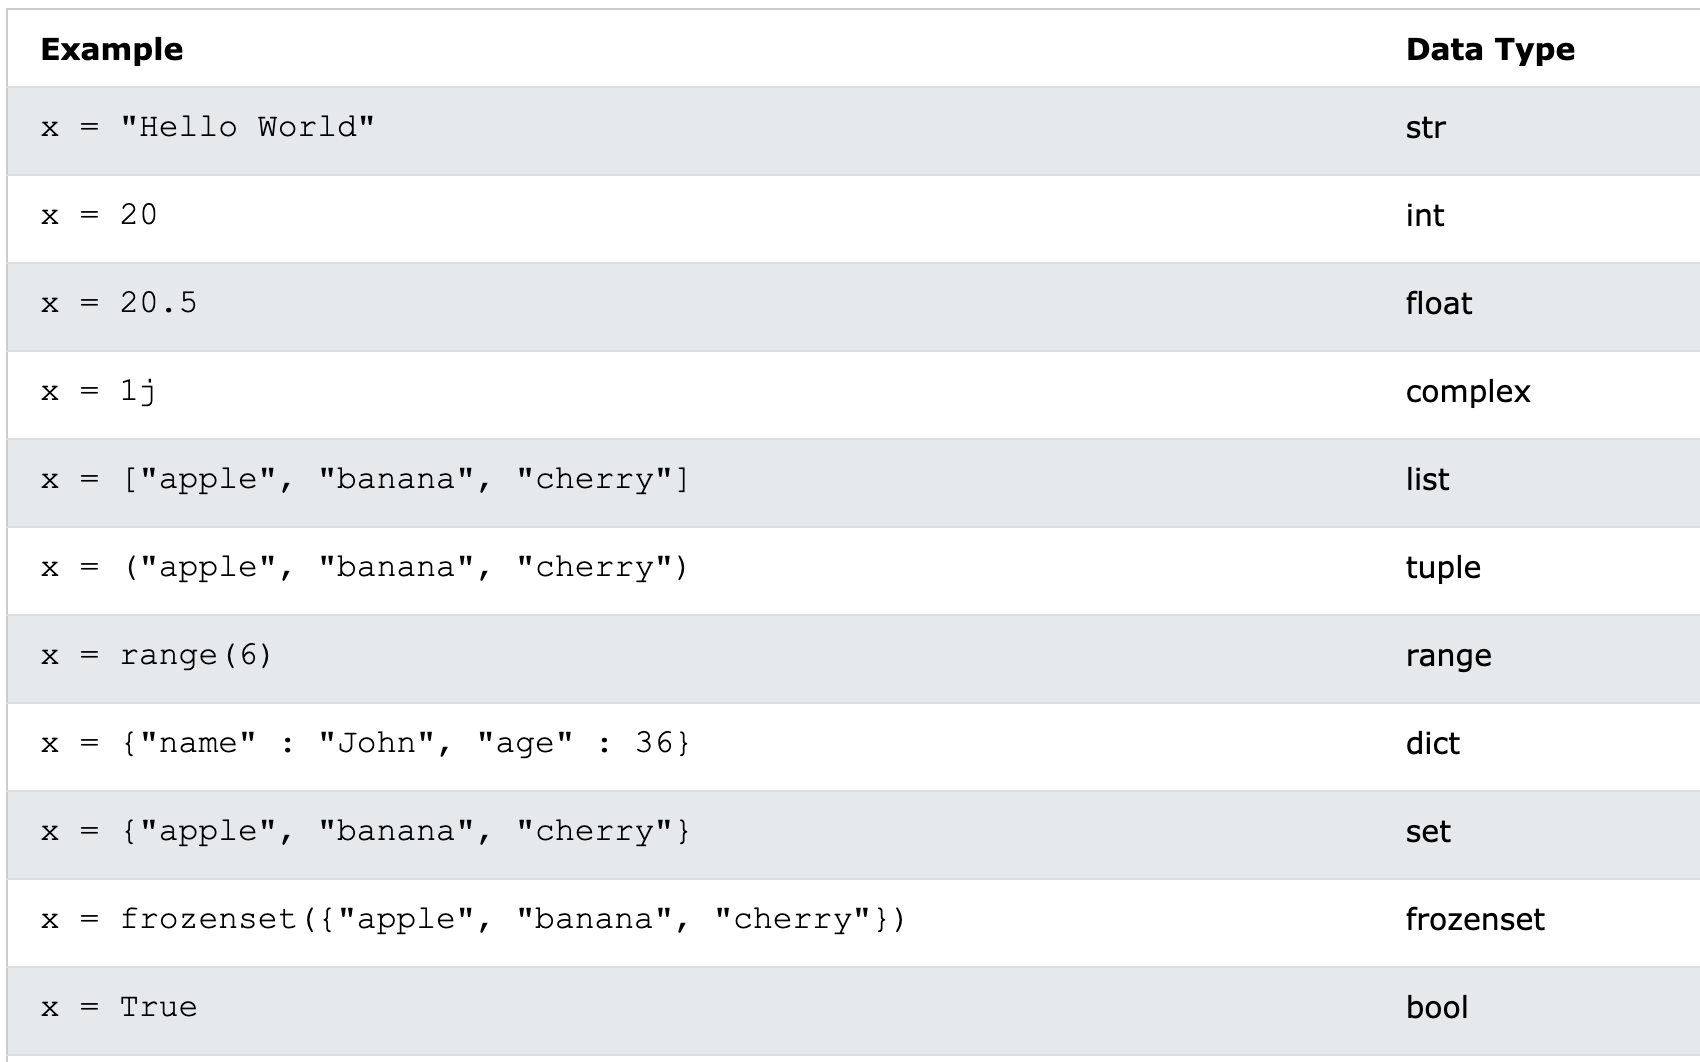 Example Data Type
x = "Hello World" str
x = 20 int
x = 20.5 float
x = 1j complex
x = ["apple", "banana", "cherry"] list
x = ("apple", "banana", "cherry") tuple
x = range(6) range
x = {"name" : "John", "age" : 36} dict
x = {"apple", "banana", "cherry"} set
x = frozenset({"apple", "banana", "cherry"}) frozenset
x = True bool